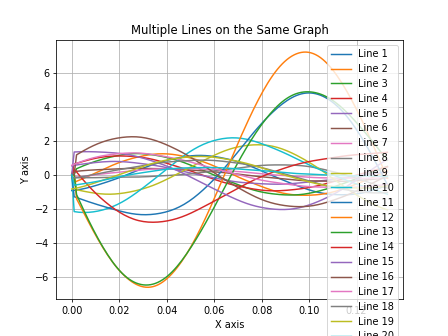 Multiple Lines on the Same Graph
Y axis
6
4
2
0
−2
−4
−6
0.00
0.02
0.04
0.06
0.08
0.10
X axis
Line 1
Line 2
Line 3
Line 4
Line 5
Line 6
Line 7
Line 8
Line 9
Line 10
Line 11
Line 12
Line 13
Line 14
Line 15
Line 16
Line 17
Line 18
Line 19
Line 20